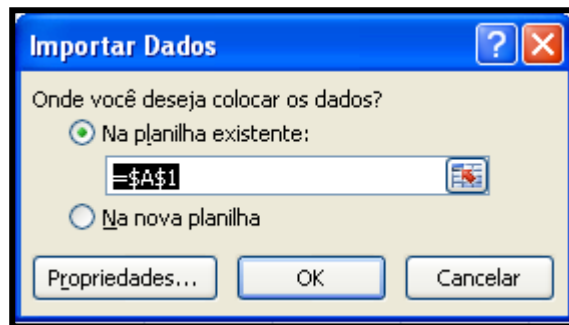 Importar Dados
Onde você deseja colocar os dados?
Na planilha existente:
=$A$1
Na nova planilha
Propriedades...
OK
Cancelar